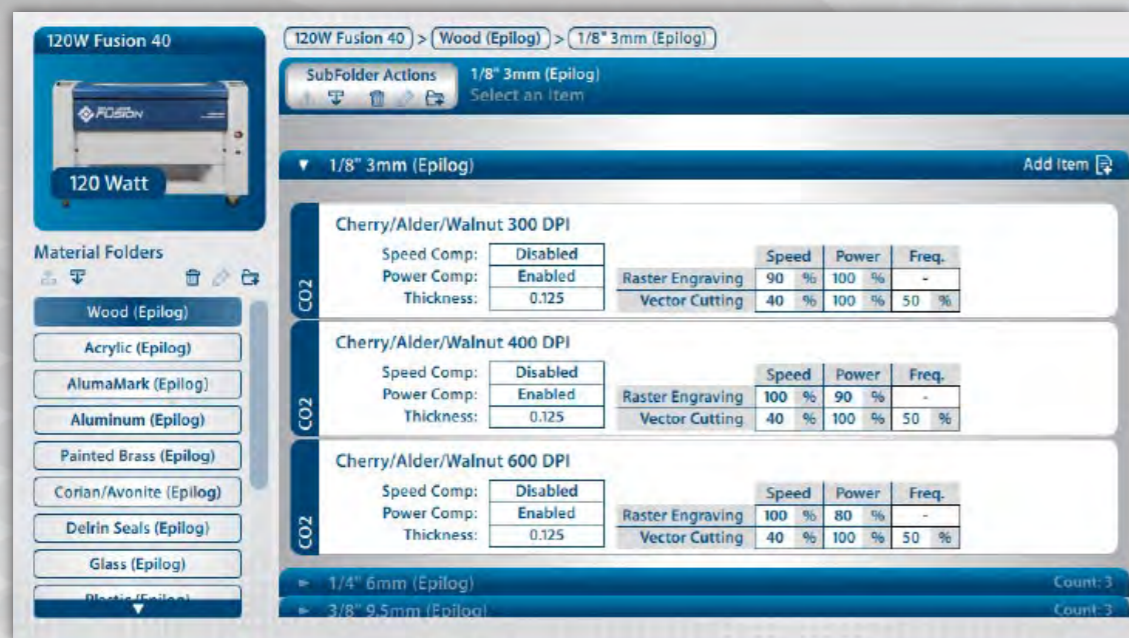 120W Fusion 40
FUSION
120 Watt
Material Folders
Wood (Epilog)
Acrylic (Epilog)
AlumaMark (Epilog)
Aluminum (Epilog)
Painted Brass (Epilog)
Corian/Avonite (Epilog)
Delrin Seals (Epilog)
Glass (Epilog)
Plastic (Epilog)
120W Fusion 40 > Wood (Epilog) > 1/8" 3mm (Epilog)
SubFolder Actions
1/8" 3mm (Epilog)
Select an Item
▼ 1/8" 3mm (Epilog) Add Item
CO2
Cherry/Alder/Walnut 300 DPI
Speed Comp: Disabled
Power Comp: Enabled
Thickness: 0.125
Speed Power Freq.
Raster Engraving 90 % 100 % -
Vector Cutting 40 % 100 % 50 %
CO2
Cherry/Alder/Walnut 400 DPI
Speed Comp: Disabled
Power Comp: Enabled
Thickness: 0.125
Speed Power Freq.
Raster Engraving 100 % 90 % -
Vector Cutting 40 % 100 % 50 %
CO2
Cherry/Alder/Walnut 600 DPI
Speed Comp: Disabled
Power Comp: Enabled
Thickness: 0.125
Speed Power Freq.
Raster Engraving 100 % 80 % -
Vector Cutting 40 % 100 % 50 %
► 1/4" 6mm (Epilog) Count: 3
► 3/8" 9.5mm (Epilog) Count: 3